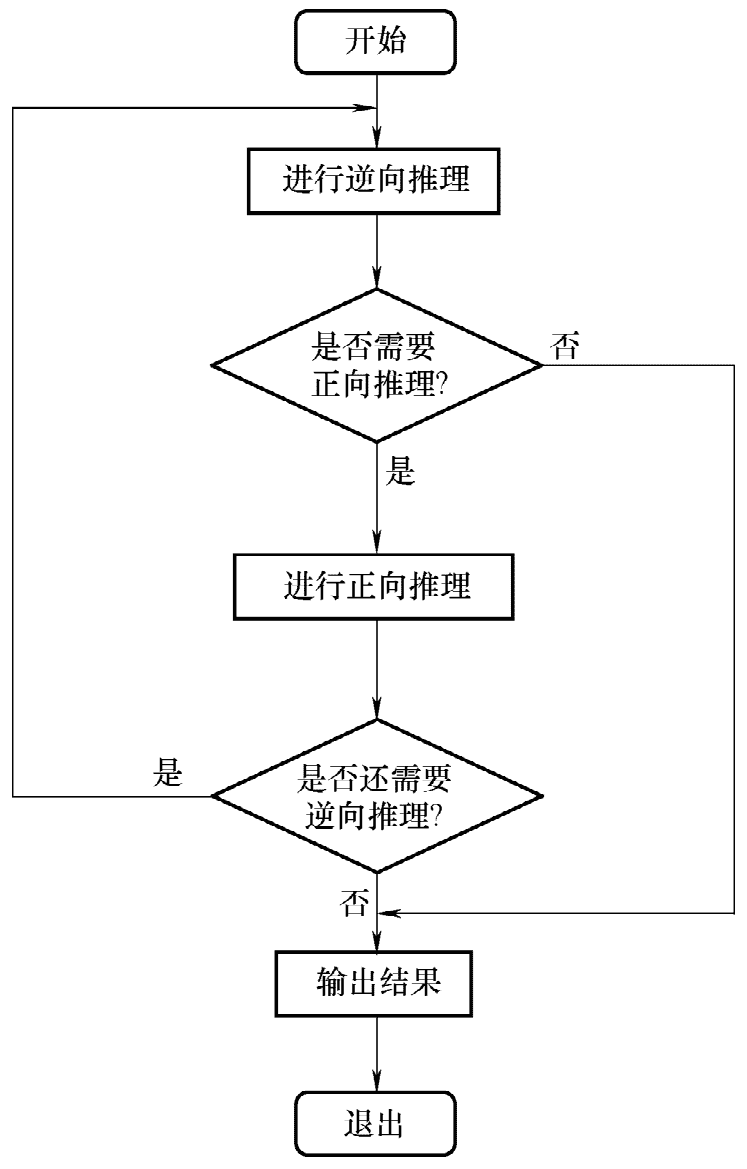 开始
进行逆向推理
是否需要
正向推理?
否
是
进行正向推理
是
是否还需要
逆向推理?
否
输出结果
退出